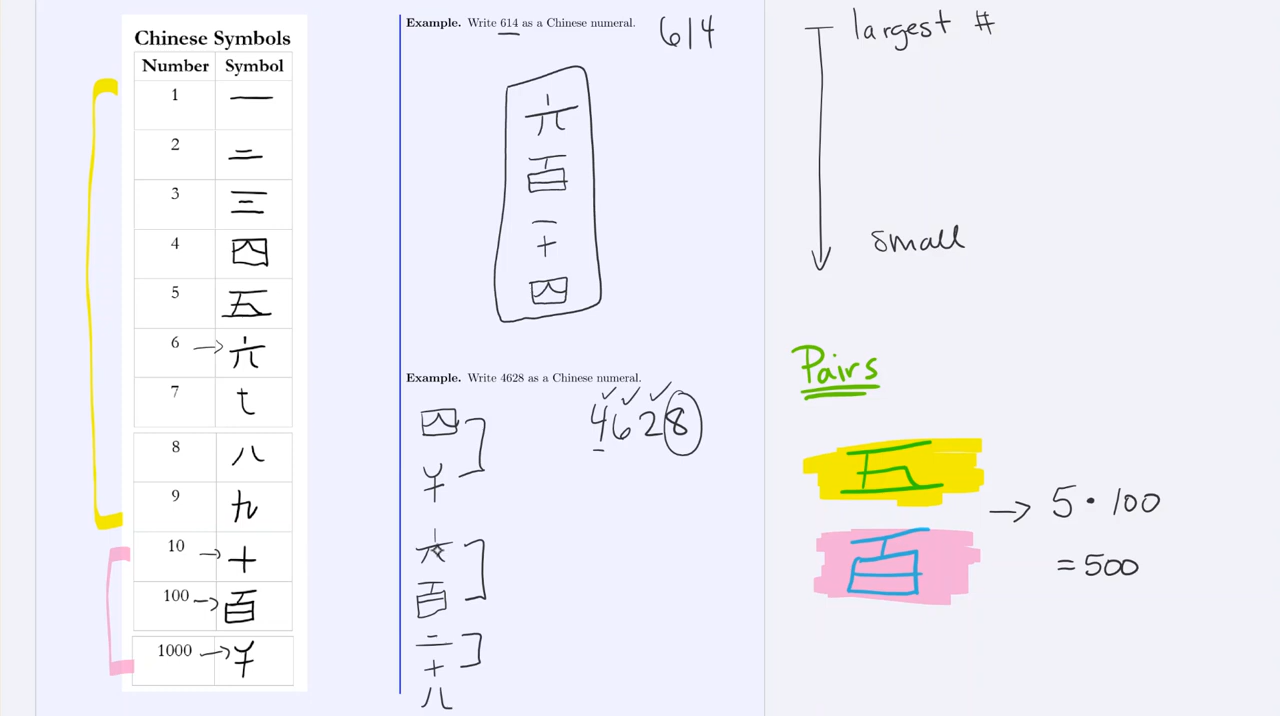 Chinese Symbols
Number Symbol
1 一
2 二
3 三
4 四
5 五
6 → 六
7 七
8 八
9 九
10 → 十
100 → 百
1000 → 千
Example. Write 614 as a Chinese numeral.
614
六
百
一
十
四
Example. Write 4628 as a Chinese numeral.
4628
四
千
六
百
二
十
八
largest #
small
Pairs
五
百
→ 5 · 100
= 500